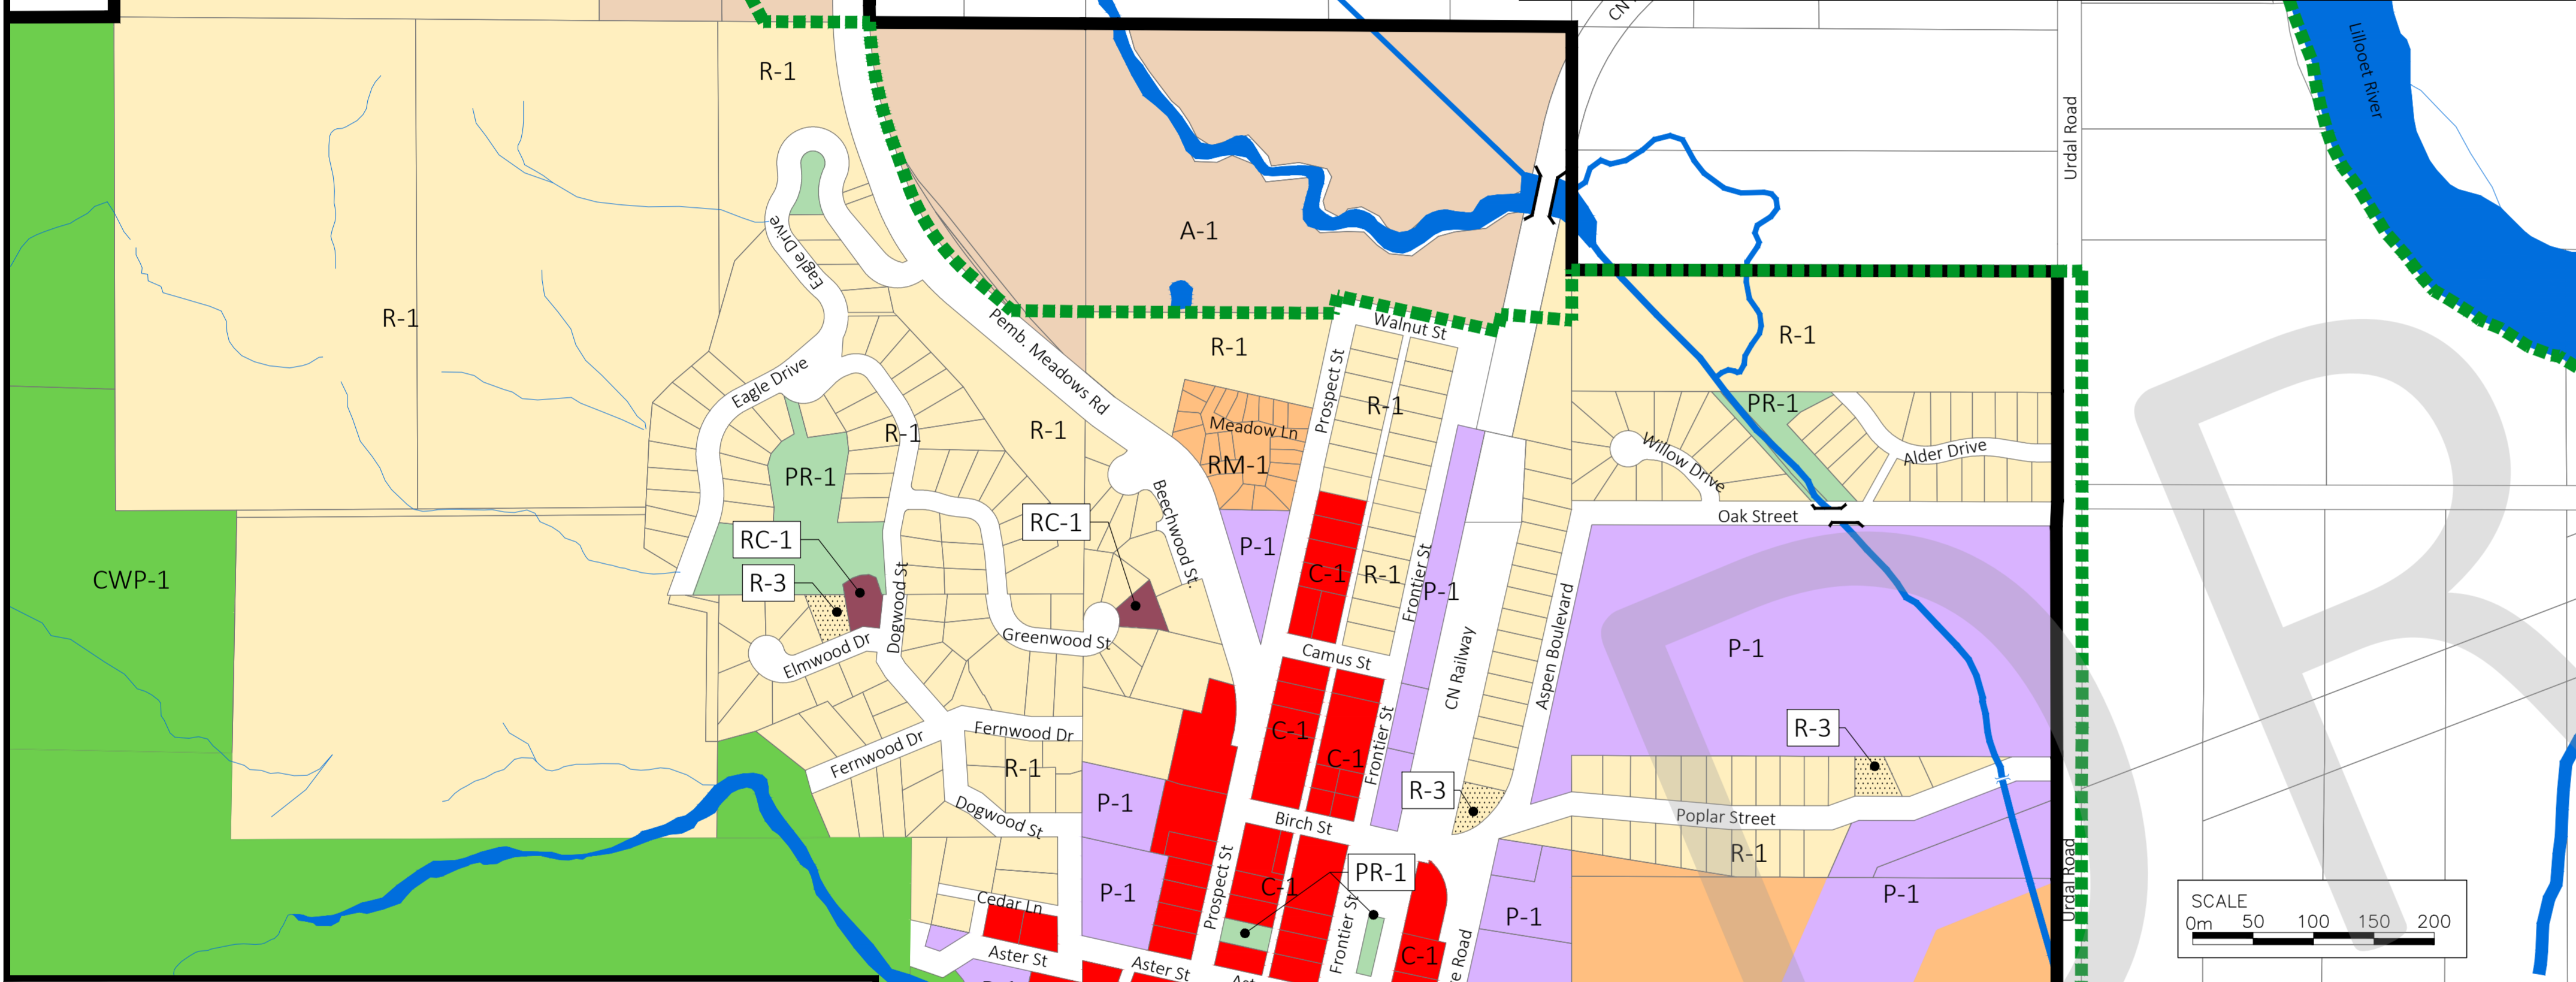 R-1
CN
Lillooet River
Urdal Road
A-1
Eagle Drive
R-1
Pemb. Meadows Rd
Walnut St
R-1
R-1
Eagle Drive
Prospect St
R-1
PR-1
R-1
R-1
Meadow Ln
RM-1
Willow Drive
Alder Drive
PR-1
RC-1
Beechwood St.
Oak Street
RC-1
P-1
CWP-1
R-3
C-1
R-1
Frontier St
P-1
Dogwood St
Greenwood St
Elmwood Dr
Camus St
CN Railway
Aspen Boulevard
P-1
Fernwood Dr
Fernwood Dr
C-1
C-1
Frontier St
R-3
R-1
R-3
P-1
Dogwood St
Birch St
Poplar Street
R-1
Prospect St
C-1
PR-1
P-1
Cedar Ln
Frontier St
P-1
P-1
Urdal Road
Aster St
Aster St
C-1
e Road
SCALE
0m 50 100 150 200
R